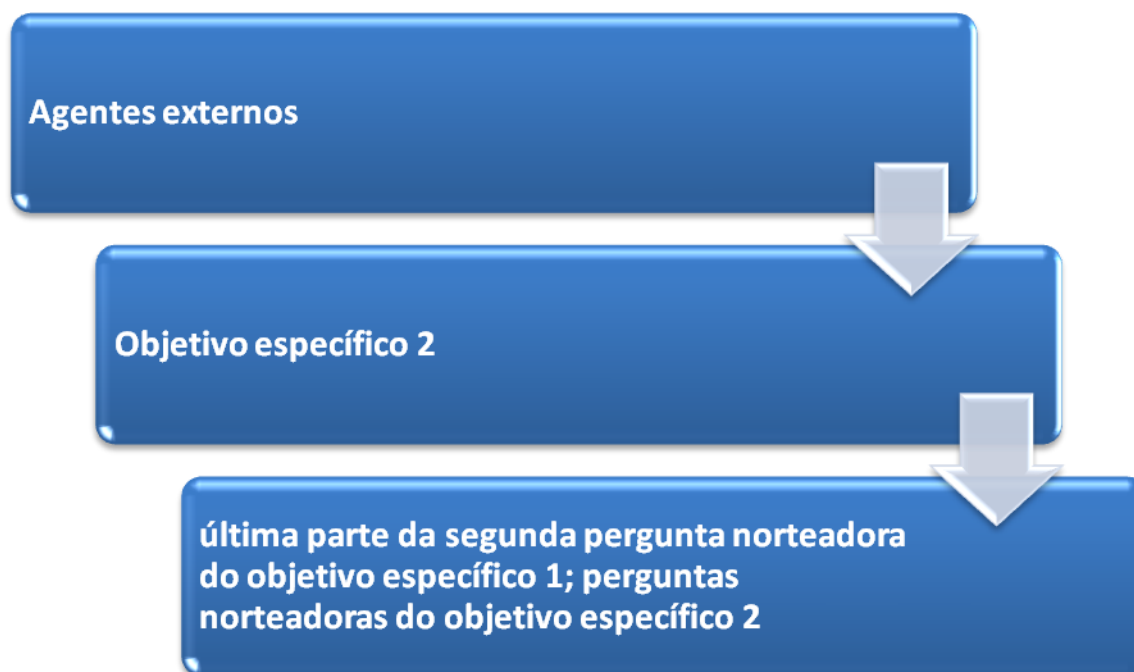 Agentes externos
Objetivo específico 2
última parte da segunda pergunta norteadora
do objetivo específico 1; perguntas
norteadoras do objetivo específico 2